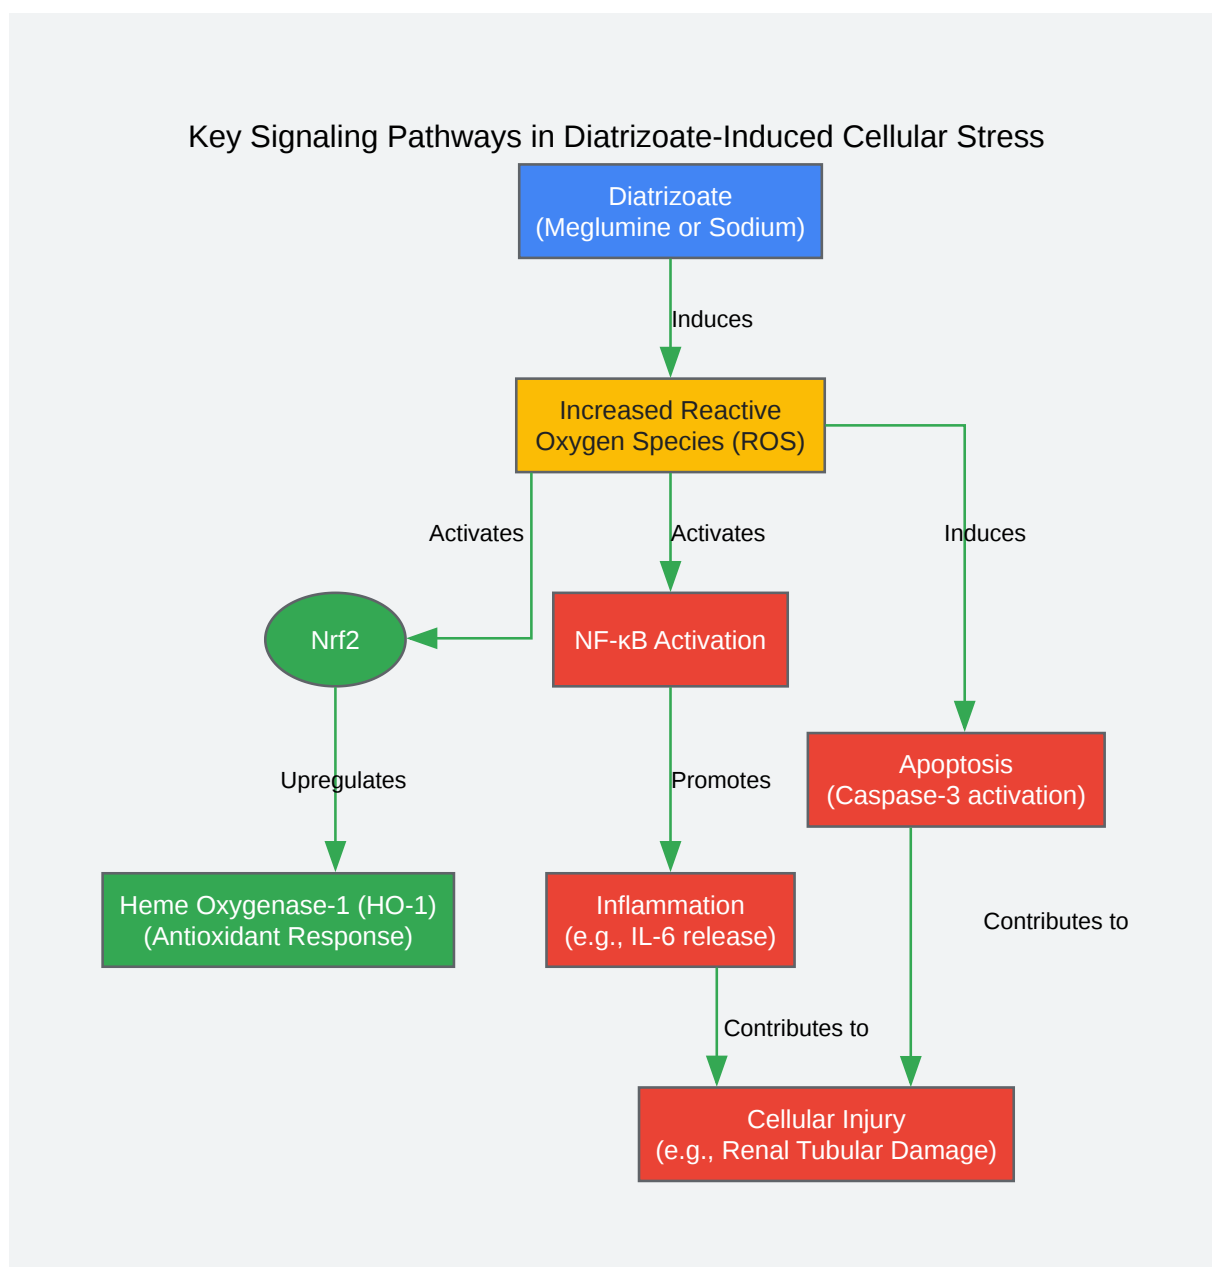 Key Signaling Pathways in Diatrizoate-Induced Cellular Stress
Diatrizoate
(Meglumine or Sodium)
Induces
Increased Reactive
Oxygen Species (ROS)
Activates
Activates
Induces
Nrf2
NF-κB Activation
Upregulates
Promotes
Apoptosis
(Caspase-3 activation)
Heme Oxygenase-1 (HO-1)
(Antioxidant Response)
Inflammation
(e.g., IL-6 release)
Contributes to
Contributes to
Cellular Injury
(e.g., Renal Tubular Damage)